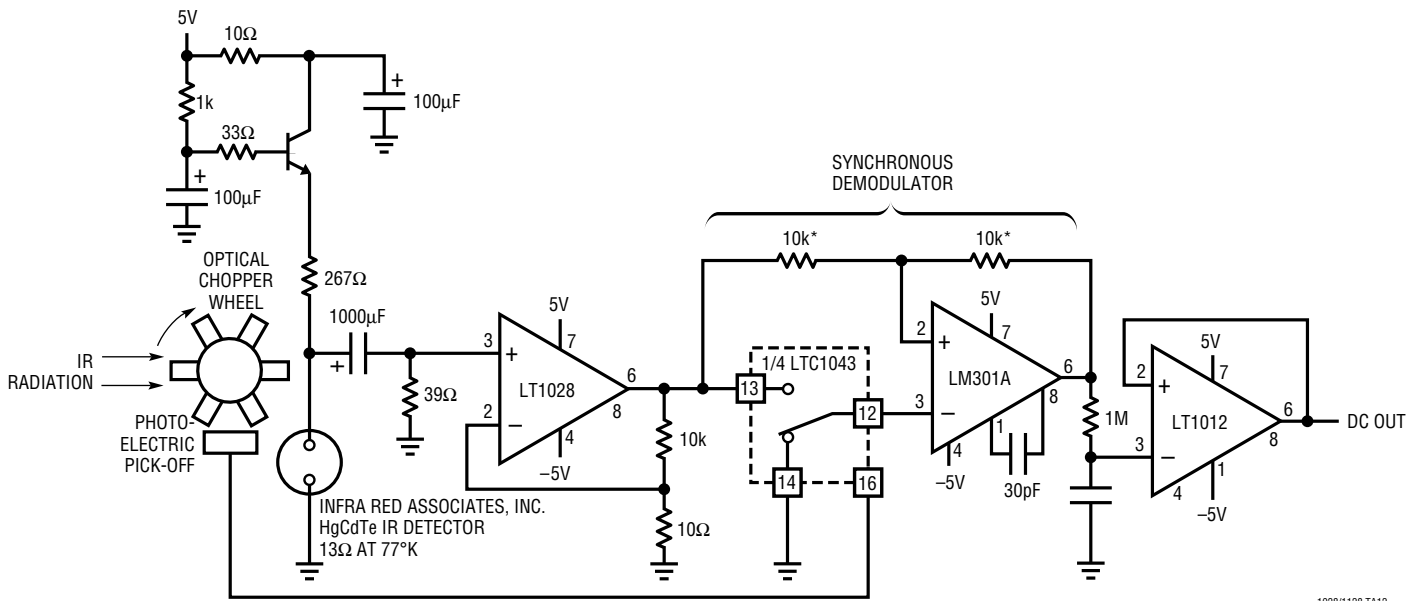 5V
10Ω
1k
+
100µF
33Ω
+
100µF
267Ω
OPTICAL
CHOPPER
WHEEL
IR
RADIATION
PHOTO-
ELECTRIC
PICK-OFF
1000µF
+
39Ω
INFRA RED ASSOCIATES, INC.
HgCdTe IR DETECTOR
13Ω AT 77°K
5V
7
3
+
LT1028
6
8
2
–
4
–5V
10k
10Ω
SYNCHRONOUS
DEMODULATOR
10k*
10k*
1/4 LTC1043
13
12
14
16
5V
7
2
+
LM301A
6
8
3
–
1
4
–5V
30pF
1M
5V
7
2
+
LT1012
6
8
3
–
4
1
–5V
DC OUT